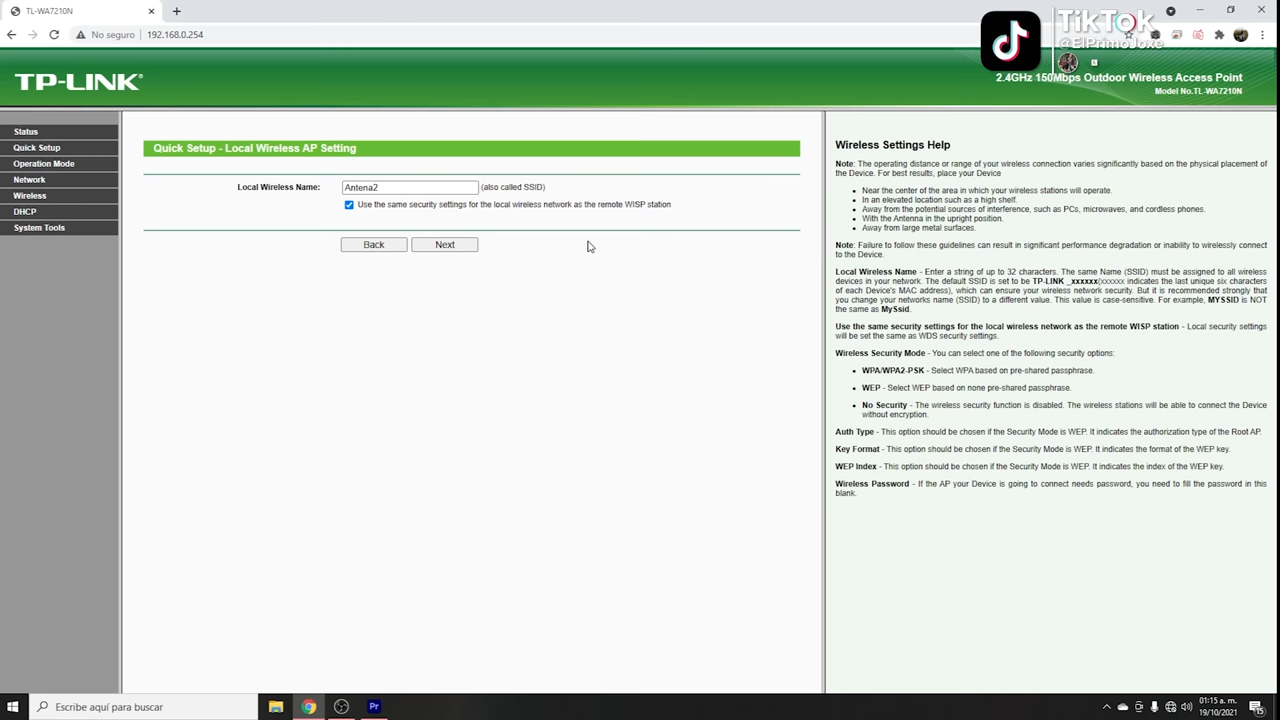 TL-WA7210N
No seguro
192.168.0.254
TikTok
@ElPrimoJoxe
TP-LINK
2.4GHz 150Mbps Outdoor Wireless Access Point
Model No.TL-WA7210N
Status
Quick Setup
Operation Mode
Network
Wireless
DHCP
System Tools
Quick Setup - Local Wireless AP Setting
Local Wireless Name: Antena2 (also called SSID)
Use the same security settings for the local wireless network as the remote WISP station
Back Next
Wireless Settings Help
Note: The operating distance or range of your wireless connection varies significantly based on the physical placement of
the Device. For best results, place your Device
Near the center of the area in which your wireless stations will operate.
In an elevated location such as a high shelf.
Away from the potential sources of interference, such as PCs, microwaves, and cordless phones.
With the Antenna in the upright position.
Away from large metal surfaces.
Note: Failure to follow these guidelines can result in significant performance degradation or inability to wirelessly connect
to the Device.
Local Wireless Name - Enter a string of up to 32 characters. The same Name (SSID) must be assigned to all wireless
devices in your network. The default SSID is set to be TP-LINK _xxxxxx(xxxxxx indicates the last unique six characters
of each Device's MAC address), which can ensure your wireless network security. But it is recommended strongly that
you change your networks name (SSID) to a different value. This value is case-sensitive. For example, MYSSID is NOT
the same as MySsid.
Use the same security settings for the local wireless network as the remote WISP station - Local security settings
will be set the same as WDS security settings.
Wireless Security Mode - You can select one of the following security options:
WPA/WPA2-PSK - Select WPA based on pre-shared passphrase.
WEP - Select WEP based on none pre-shared passphrase.
No Security - The wireless security function is disabled. The wireless stations will be able to connect the Device
without encryption.
Auth Type - This option should be chosen if the Security Mode is WEP. It indicates the authorization type of the Root AP.
Key Format - This option should be chosen if the Security Mode is WEP. It indicates the format of the WEP key.
WEP Index - This option should be chosen if the Security Mode is WEP. It indicates the index of the WEP key.
Wireless Password - If the AP your Device is going to connect needs password, you need to fill the password in this
blank.
Escribe aquí para buscar
Pr
01:15 a. m.
19/10/2021
15